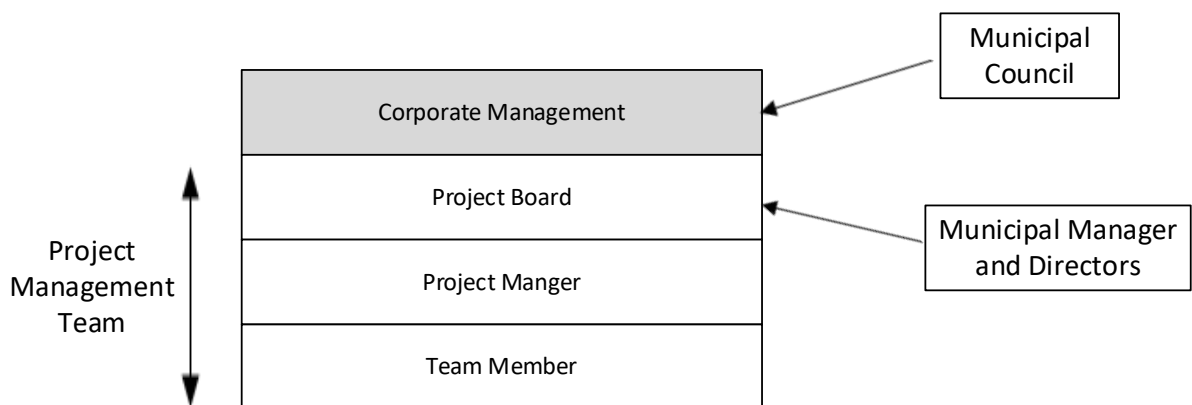 Municipal
Council
Corporate Management
Project Board
Municipal Manager
and Directors
Project
Management
Team
Project Manger
Team Member